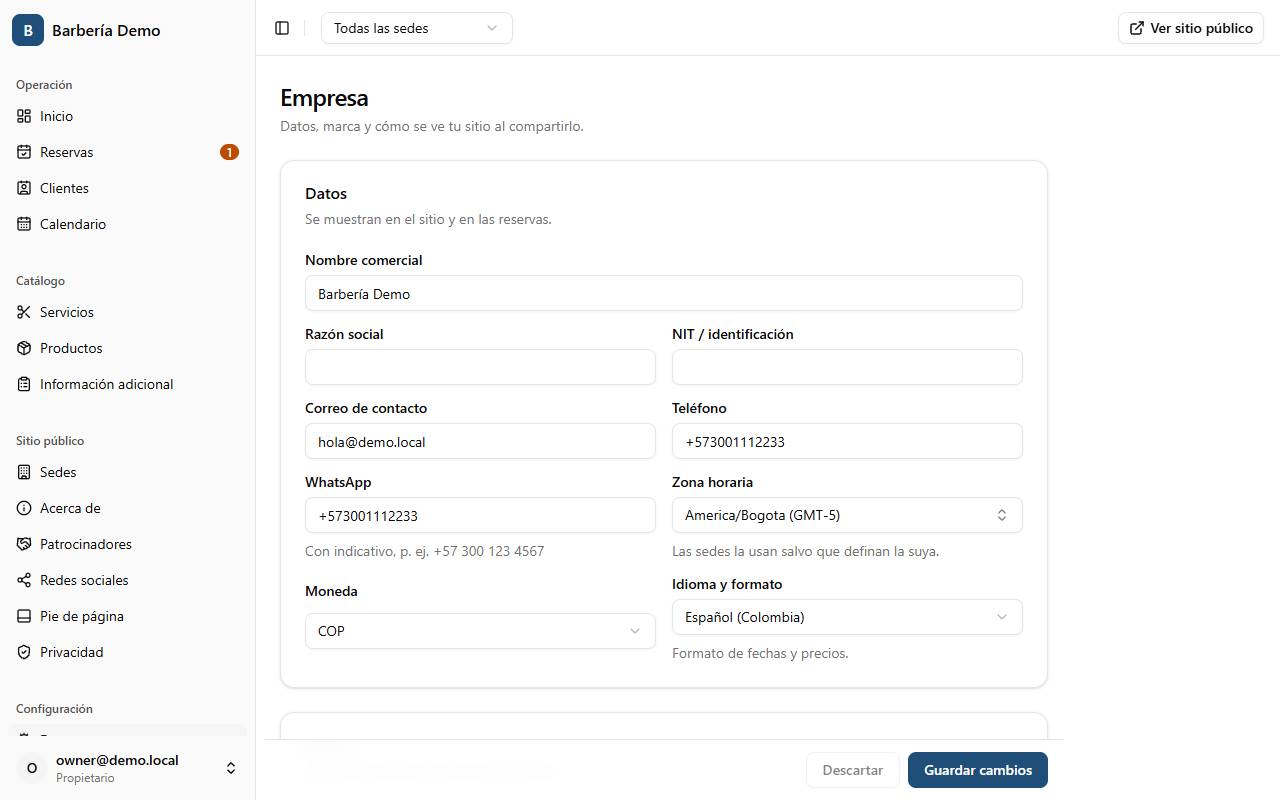 B Barbería Demo
Todas las sedes
Ver sitio público
Operación
Inicio
Reservas 1
Clientes
Calendario
Catálogo
Servicios
Productos
Información adicional
Sitio público
Sedes
Acerca de
Patrocinadores
Redes sociales
Pie de página
Privacidad
Configuración
O owner@demo.local
Propietario
Empresa
Datos, marca y cómo se ve tu sitio al compartirlo.
Datos
Se muestran en el sitio y en las reservas.
Nombre comercial
Barbería Demo
Razón social NIT / identificación
Correo de contacto Teléfono
hola@demo.local +573001112233
WhatsApp Zona horaria
+573001112233 America/Bogota (GMT-5)
Con indicativo, p. ej. +57 300 123 4567 Las sedes la usan salvo que definan la suya.
Moneda Idioma y formato
COP Español (Colombia)
Formato de fechas y precios.
Descartar Guardar cambios